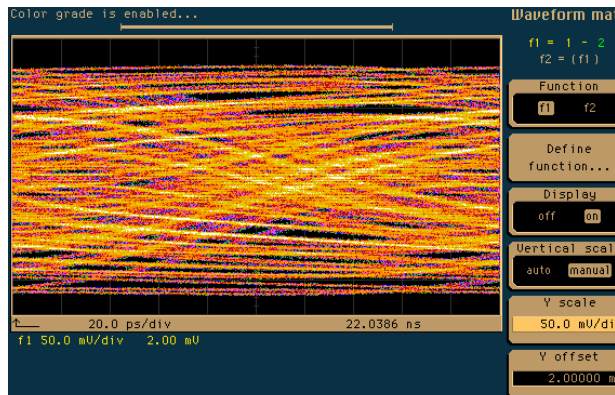 Color grade is enabled...
Waveform ma
f1 = 1 - 2
f2 = (f1)
Function
f1 f2
Define
function...
Display
off on
Vertical scal
auto manual
Y scale
50.0 mV/di
Y offset
2.00000 m
20.0 ps/div 22.0386 ns
f1 50.0 mV/div 2.00 mV